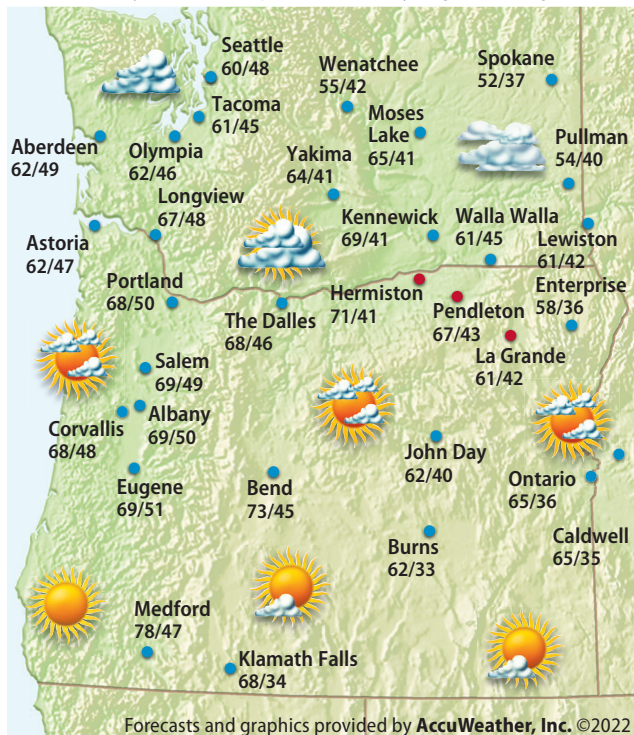 Seattle
60/48
Wenatchee
55/42
Spokane
52/37
Tacoma
61/45
Moses
Lake
65/41
Aberdeen
62/49
Olympia
62/46
Yakima
64/41
Pullman
54/40
Longview
67/48
Kennewick
69/41
Walla Walla
61/45
Lewiston
61/42
Astoria
62/47
Portland
68/50
The Dalles
68/46
Hermiston
71/41
Pendleton
67/43
Enterprise
58/36
La Grande
61/42
Salem
69/49
Albany
69/50
Corvallis
68/48
John Day
62/40
Eugene
69/51
Bend
73/45
Ontario
65/36
Burns
62/33
Caldwell
65/35
Medford
78/47
Klamath Falls
68/34
Forecasts and graphics provided by AccuWeather, Inc. ©2022